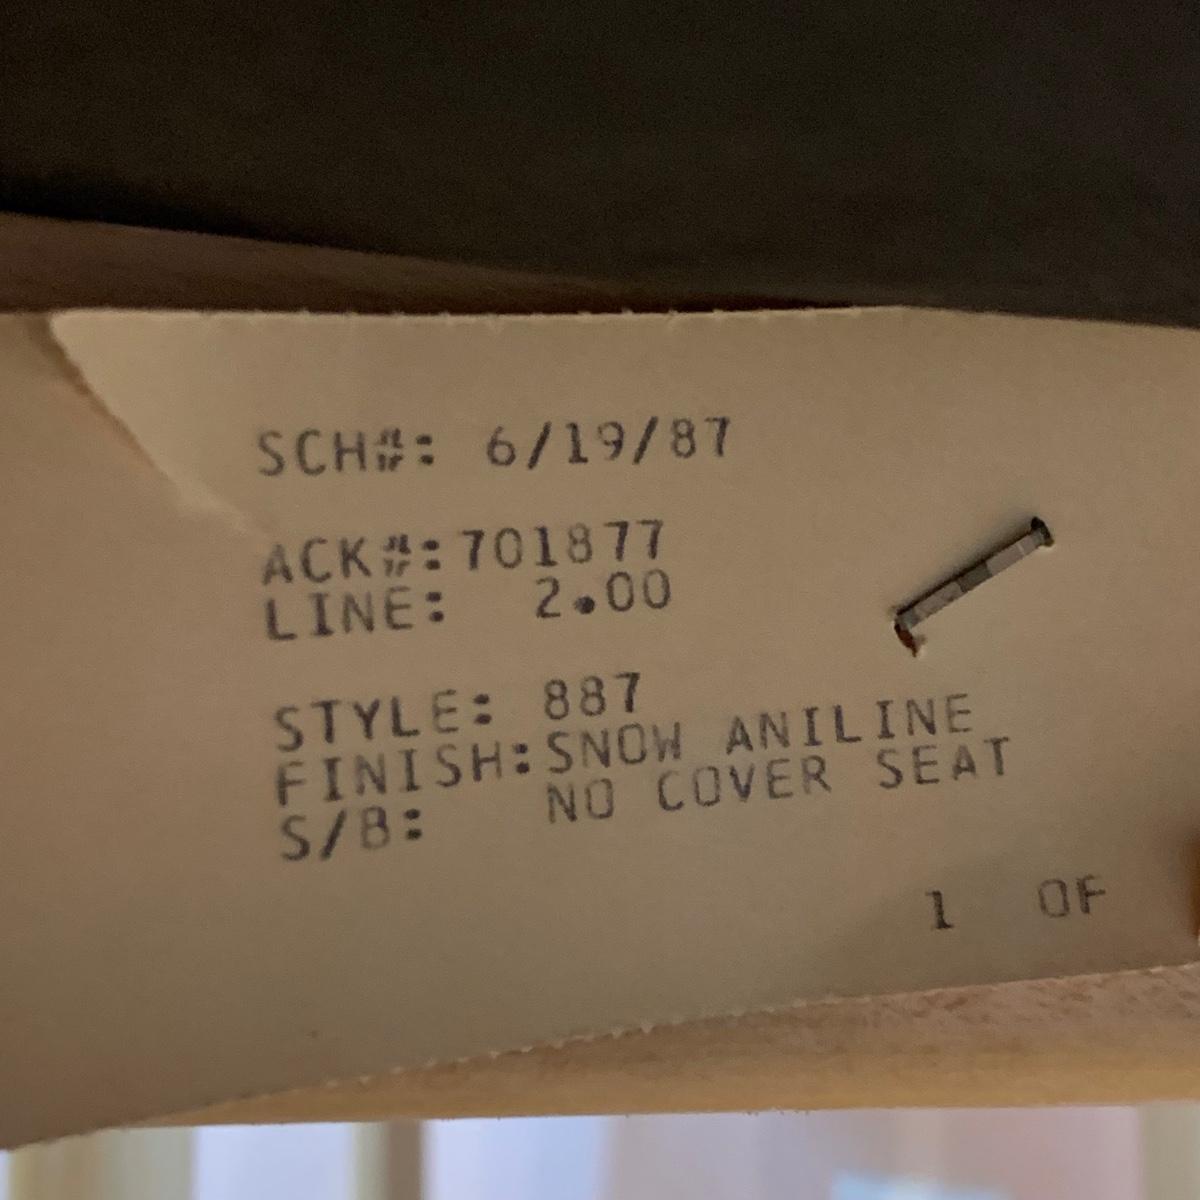 SCH#: 6/19/87
ACK#:701877
LINE: 2.00
STYLE: 887
FINISH:SNOW ANILINE
S/B: NO COVER SEAT
1 OF